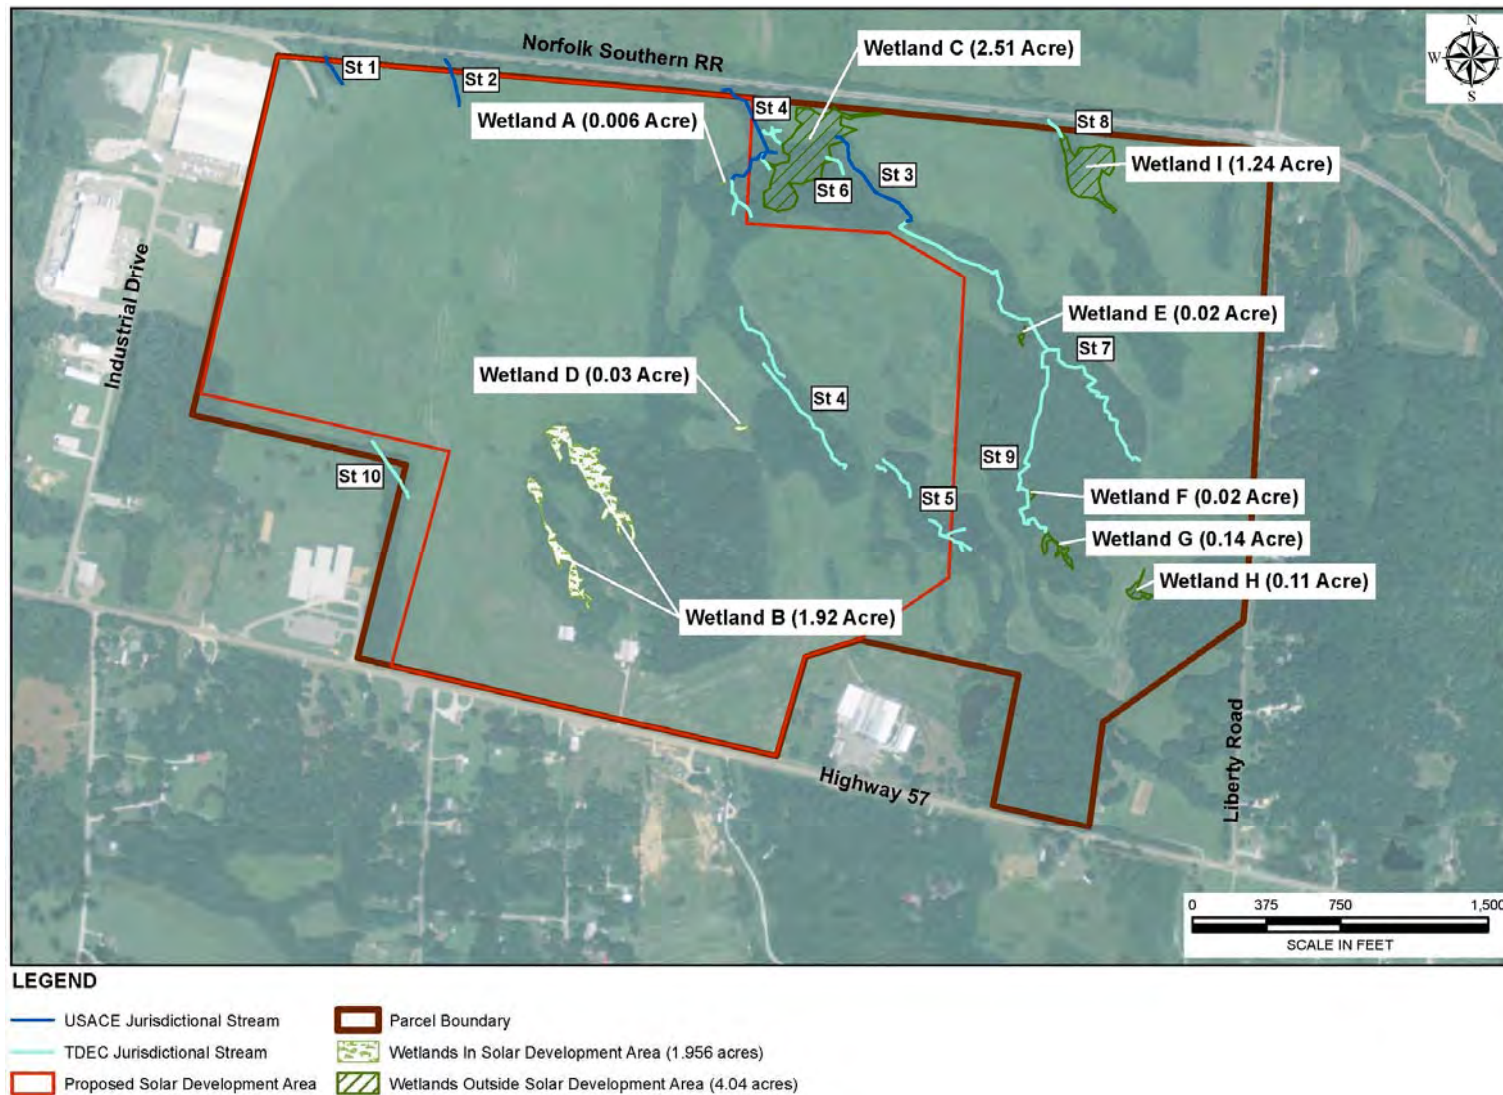 Norfolk Southern RR
Wetland C (2.51 Acre)
N
W
E
S
St 1
St 2
St 4
St 8
Wetland A (0.006 Acre)
Wetland I (1.24 Acre)
St 6
St 3
Industrial Drive
Wetland E (0.02 Acre)
St 7
Wetland D (0.03 Acre)
St 4
St 10
St 9
St 5
Wetland F (0.02 Acre)
Wetland G (0.14 Acre)
Wetland H (0.11 Acre)
Wetland B (1.92 Acre)
Liberty Road
Highway 57
0 375 750 1,500
SCALE IN FEET
LEGEND
USACE Jurisdictional Stream
Parcel Boundary
TDEC Jurisdictional Stream
Wetlands In Solar Development Area (1.956 acres)
Proposed Solar Development Area
Wetlands Outside Solar Development Area (4.04 acres)